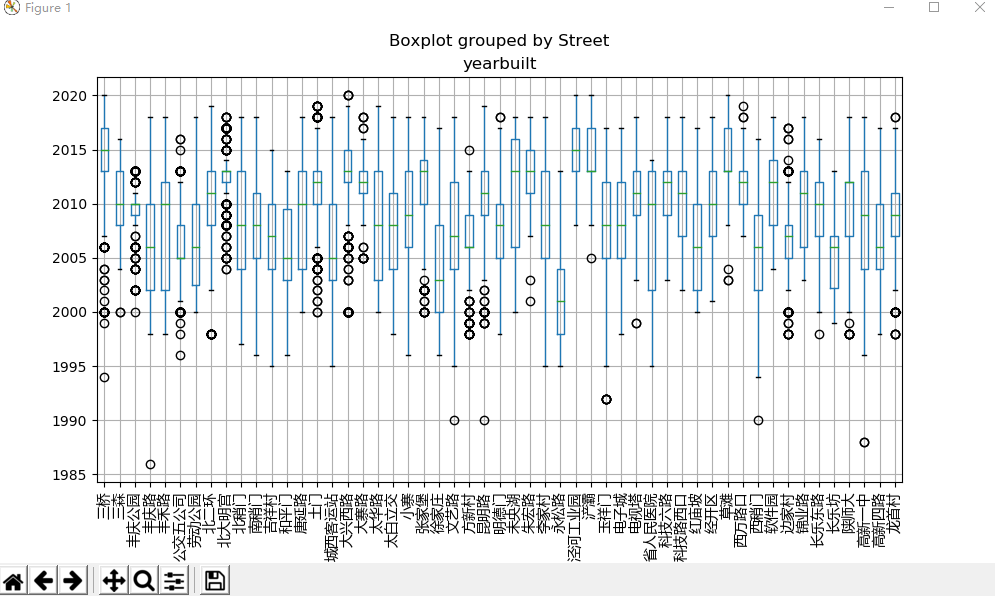 Figure 1
Boxplot grouped by Street
yearbuilt
2020
2015
2010
2005
2000
1995
1990
1985
三桥
三森
丰庆公园
丰庆路
丰禾路
公交五公司
劳动公园
北二环
北大明宫
北稍门
南稍门
吉祥村
和平门
唐延路
土门
城西客运站
大兴西路
大寨路
太华路
太白立交
小寨
张家堡
徐家庄
文艺路
方新村
昆明路
明德门
未央湖
朱宏路
李家村
永松路
泾河工业园
浐灞
玉祥门
电子城
电视塔
省人民医院
科技六路
科技路西口
红庙坡
经开区
草滩
西万路口
西稍门
软件园
边家村
锦业路
长乐东路
长乐坊
陕师大
高新一中
高新四路
龙首村